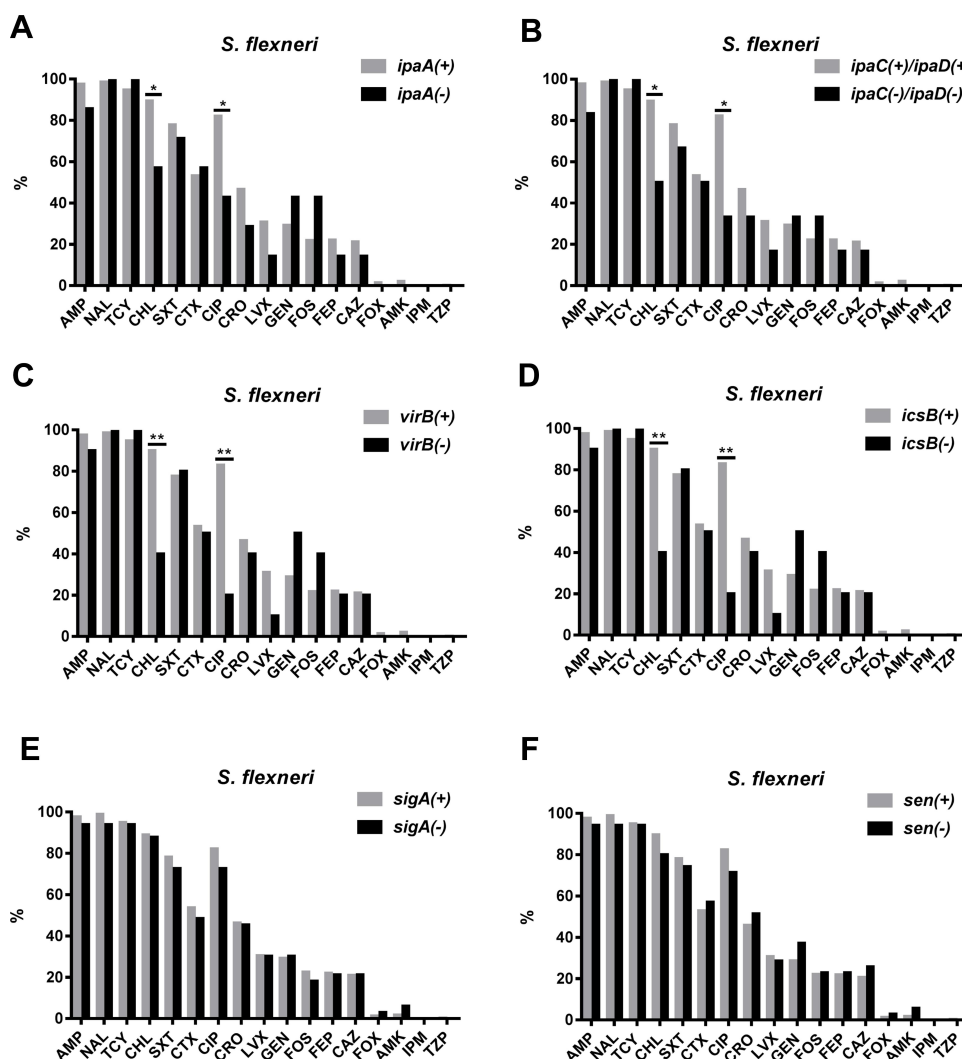 A
S. flexneri
ipaA(+)
ipaA(-)
*
*
100
80
60
40
20
0
%
AMP NAL TCY CHL SXT CTX CIP CRO LVX GEN FOS FEP CAZ FOX AMK IPM TZP
B
S. flexneri
ipaC(+)/ipaD(+
ipaC(-)/ipaD(-)
*
*
100
80
60
40
20
0
%
AMP NAL TCY CHL SXT CTX CIP CRO LVX GEN FOS FEP CAZ FOX AMK IPM TZP
C
S. flexneri
virB(+)
virB(-)
**
**
100
80
60
40
20
0
%
AMP NAL TCY CHL SXT CTX CIP CRO LVX GEN FOS FEP CAZ FOX AMK IPM TZP
D
S. flexneri
icsB(+)
icsB(-)
**
**
100
80
60
40
20
0
%
AMP NAL TCY CHL SXT CTX CIP CRO LVX GEN FOS FEP CAZ FOX AMK IPM TZP
E
S. flexneri
sigA(+)
sigA(-)
100
80
60
40
20
0
%
AMP NAL TCY CHL SXT CTX CIP CRO LVX GEN FOS FEP CAZ FOX AMK IPM TZP
F
S. flexneri
sen(+)
sen(-)
100
80
60
40
20
0
%
AMP NAL TCY CHL SXT CTX CIP CRO LVX GEN FOS FEP CAZ FOX AMK IPM TZP